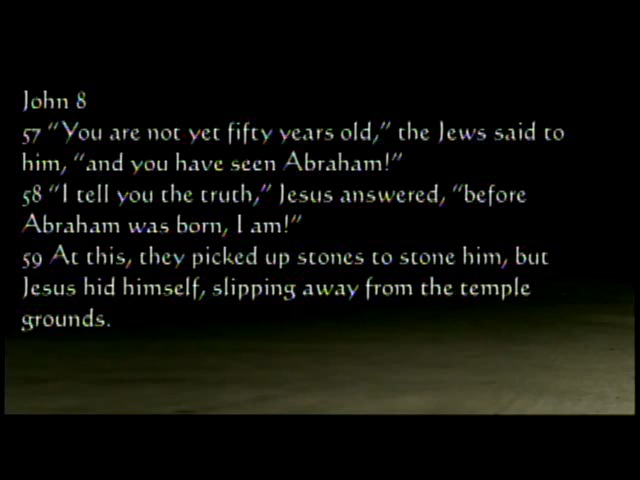 John 8
57 “You are not yet fifty years old,” the Jews said to
him, “and you have seen Abraham!”
58 “I tell you the truth,” Jesus answered, “before
Abraham was born, I am!”
59 At this, they picked up stones to stone him, but
Jesus hid himself, slipping away from the temple
grounds.